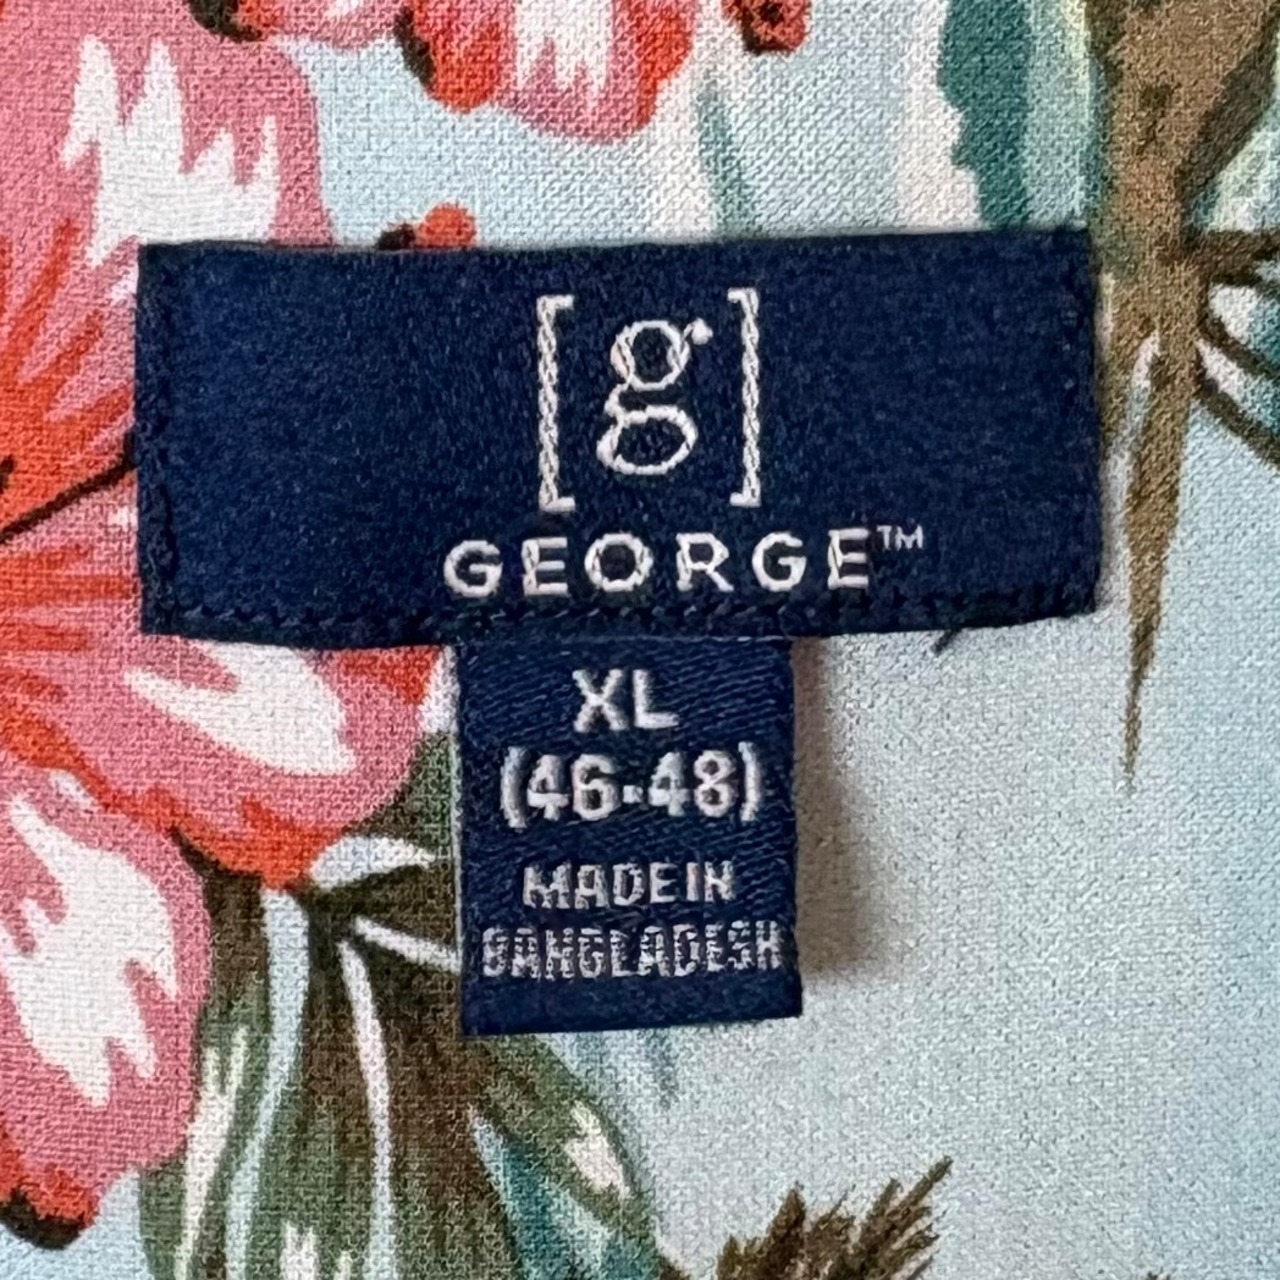 [g]
GEORGE™
XL
(46-48)
MADE IN
BANGLADESH